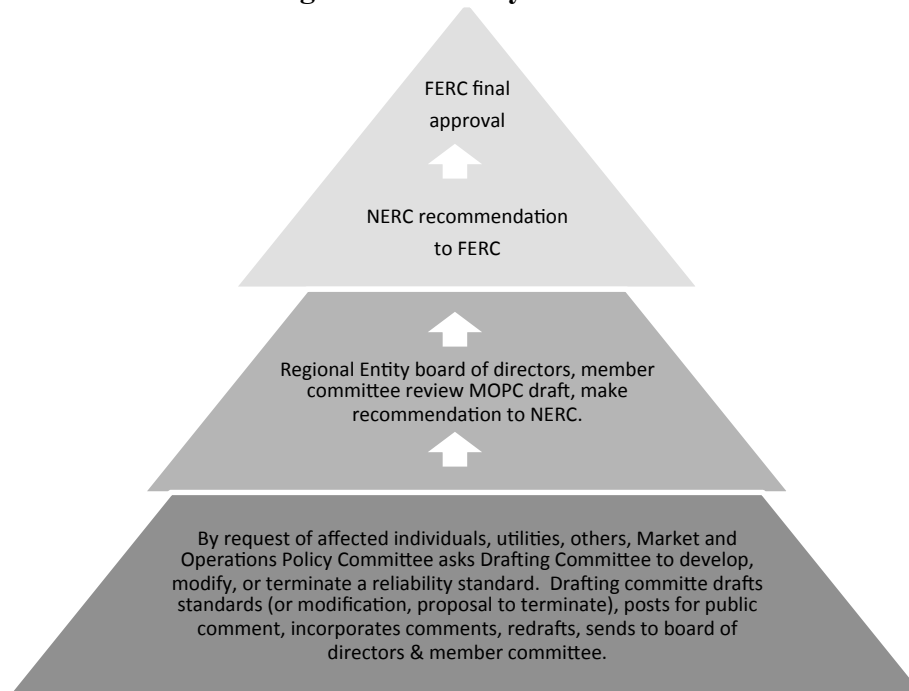 FERC final
approval
NERC recommendation
to FERC
Regional Entity board of directors, member
committee review MOPC draft, make
recommendation to NERC.
By request of affected individuals, utilities, others, Market and
Operations Policy Committee asks Drafting Committee to develop,
modify, or terminate a reliability standard.  Drafting committe drafts
standards (or modification, proposal to terminate), posts for public
comment, incorporates comments, redrafts, sends to board of
directors & member committee.